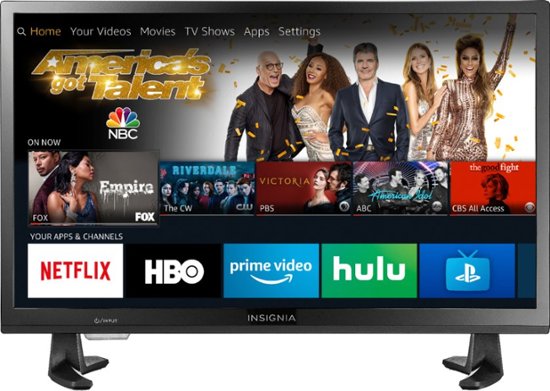 Home Your Videos Movies TV Shows Apps Settings
America's
got Talent
NBC
ON NOW
Empire
FOX
FOX
RIVERDALE
The CW
CW
VICTORIA
PBS
American Idol
ABC
the good fight
CBS All Access
YOUR APPS & CHANNELS
NETFLIX
HBO
prime video
hulu
INSIGNIA